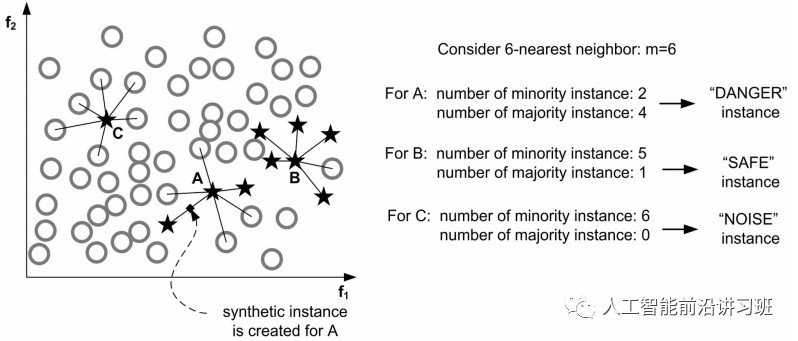 f2
Consider 6-nearest neighbor: m=6
For A: number of minority instance: 2
number of majority instance: 4
“DANGER”
instance
For B: number of minority instance: 5
number of majority instance: 1
“SAFE”
instance
For C: number of minority instance: 6
number of majority instance: 0
“NOISE”
instance
C
A
B
f1
synthetic instance
is created for A
人工智能前沿讲习班